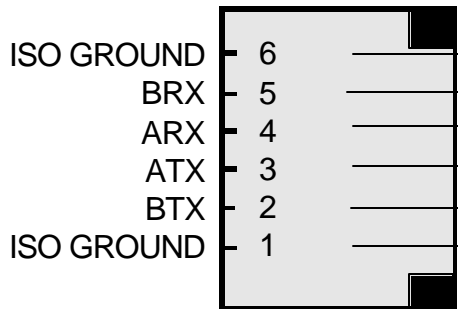 ISO GROUND 6
BRX 5
ARX 4
ATX 3
BTX 2
ISO GROUND 1